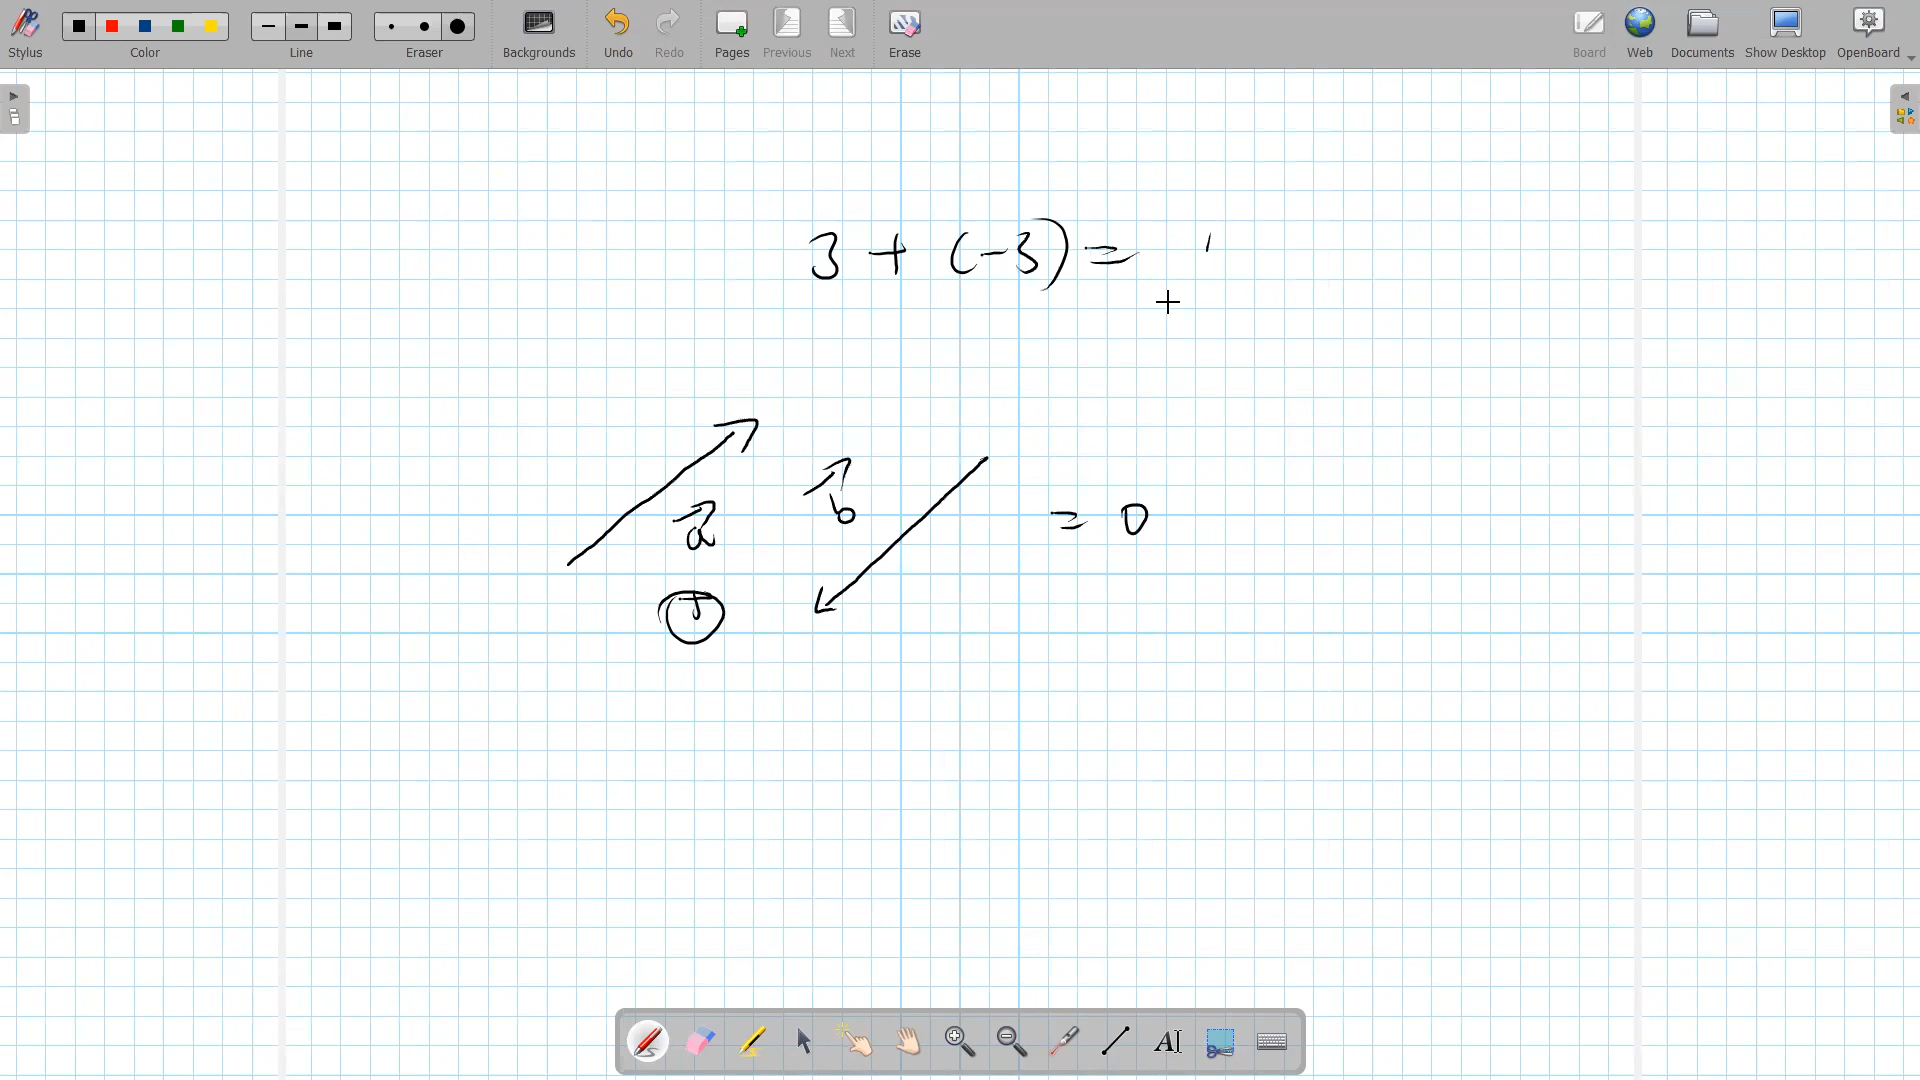 Stylus Color Line Eraser Backgrounds Undo Redo Pages Previous Next Erase Board Web Documents Show Desktop OpenBoard
3 + (-3) =
a⃗ b⃗ = 0
+